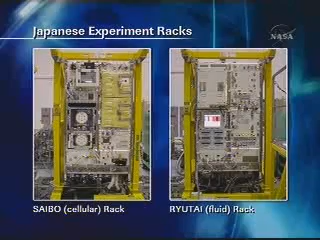 Japanese Experiment Racks
NASA
SAIBO (cellular) Rack
RYUTAI (fluid) Rack